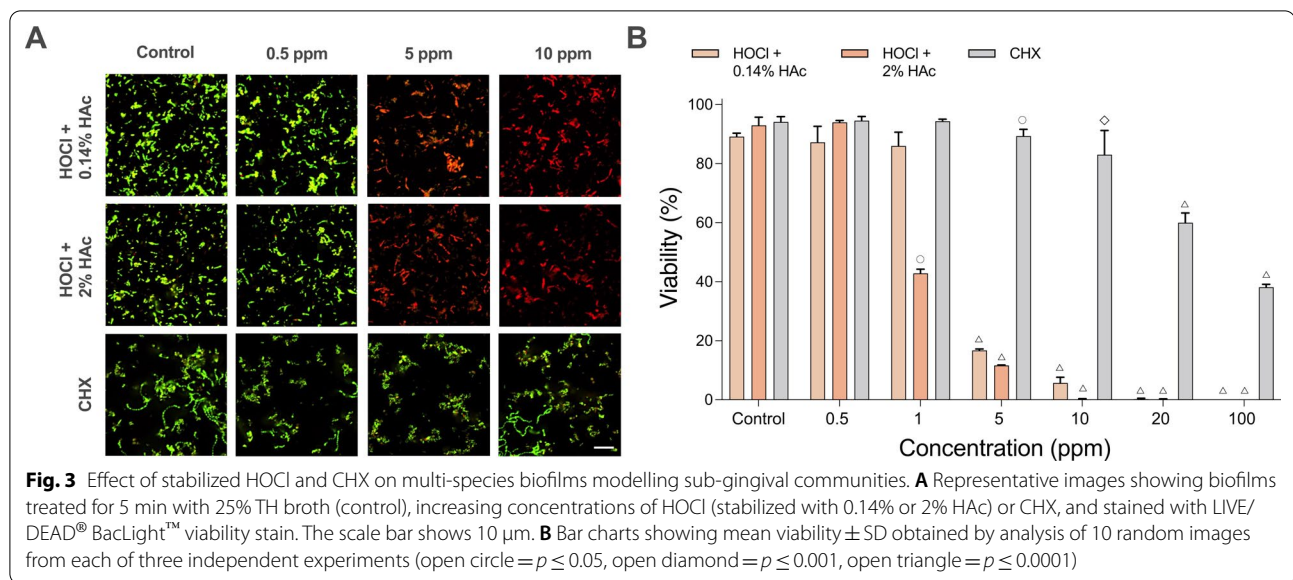 A
Control 0.5 ppm 5 ppm 10 ppm
HOCl +
0.14% HAc
HOCl +
2% HAc
CHX
B
HOCl +
0.14% HAc
HOCl +
2% HAc
CHX
Viability (%)
100
80
60
40
20
0
Control 0.5 1 5 10 20 100
Concentration (ppm)
Fig. 3 Effect of stabilized HOCl and CHX on multi-species biofilms modelling sub-gingival communities. A Representative images showing biofilms
treated for 5 min with 25% TH broth (control), increasing concentrations of HOCl (stabilized with 0.14% or 2% HAc) or CHX, and stained with LIVE/
DEAD® BacLight™ viability stain. The scale bar shows 10 µm. B Bar charts showing mean viability ± SD obtained by analysis of 10 random images
from each of three independent experiments (open circle = p ≤ 0.05, open diamond = p ≤ 0.001, open triangle = p ≤ 0.0001)